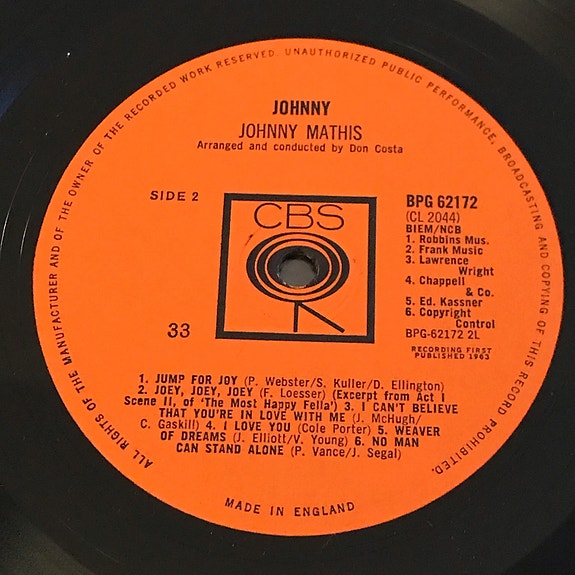 ALL RIGHTS OF THE MANUFACTURER AND OF THE OWNER OF THE RECORDED WORK RESERVED. UNAUTHORIZED PUBLIC PERFORMANCE, BROADCASTING AND COPYING OF THIS RECORD PROHIBITED.
JOHNNY
JOHNNY MATHIS
Arranged and conducted by Don Costa
SIDE 2
CBS
33
BPG 62172
(CL 2044)
BIEM/NCB
1. Robbins Mus.
2. Frank Music
3. Lawrence
Wright
4. Chappell
& Co.
5. Ed. Kassner
6. Copyright
Control
BPG-62172 2L
RECORDING FIRST
PUBLISHED 1963
1. JUMP FOR JOY (P. Webster/S. Kuller/D. Ellington)
2. JOEY, JOEY, JOEY (F. Loesser) (Excerpt from Act I
Scene II, of 'The Most Happy Fella') 3. I CAN'T BELIEVE
THAT YOU'RE IN LOVE WITH ME (J. McHugh/
C. Gaskill) 4. I LOVE YOU (Cole Porter) 5. WEAVER
OF DREAMS (J. Elliott/V. Young) 6. NO MAN
CAN STAND ALONE (P. Vance/J. Segal)
MADE IN ENGLAND